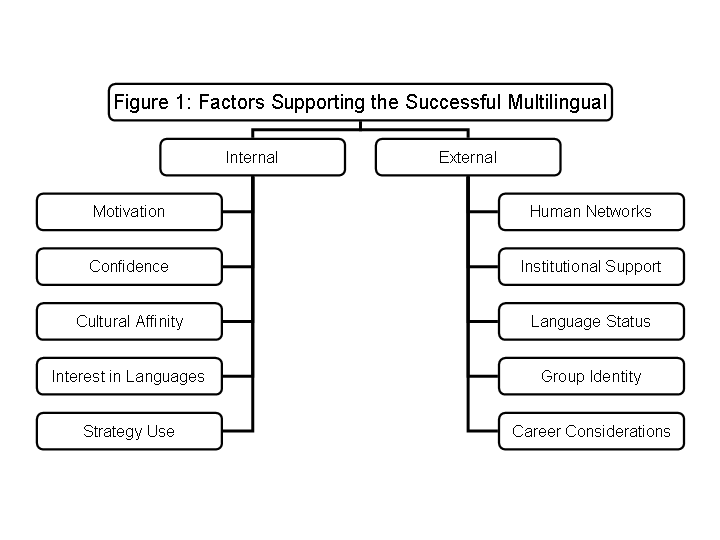 Figure 1: Factors Supporting the Successful Multilingual
Internal
External
Motivation
Confidence
Cultural Affinity
Interest in Languages
Strategy Use
Human Networks
Institutional Support
Language Status
Group Identity
Career Considerations